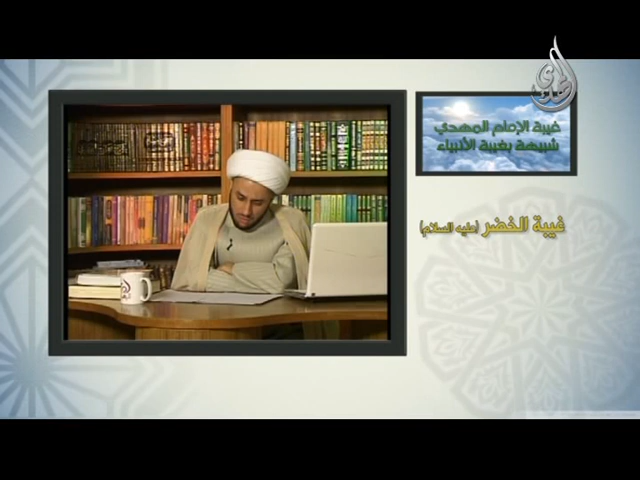 غيبة الإمام المهدي
شبيهة بغيبة الأنبياء
غيبة الخضر (عليه السلام)